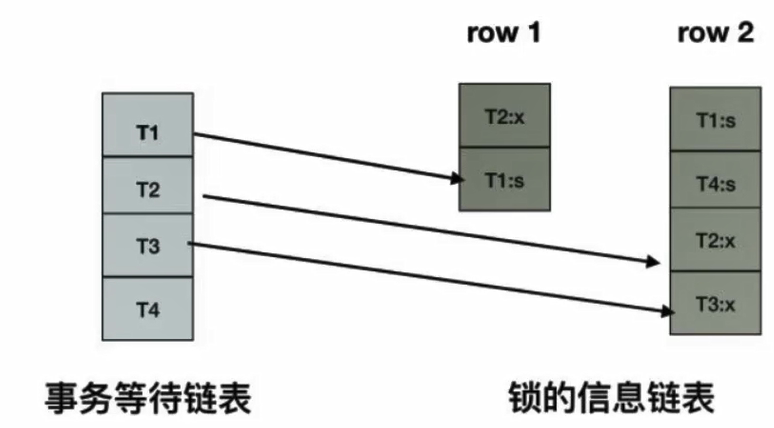 row 1
row 2
T1
T2
T3
T4
T2:x
T1:s
T1:s
T4:s
T2:x
T3:x
事务等待链表
锁的信息链表